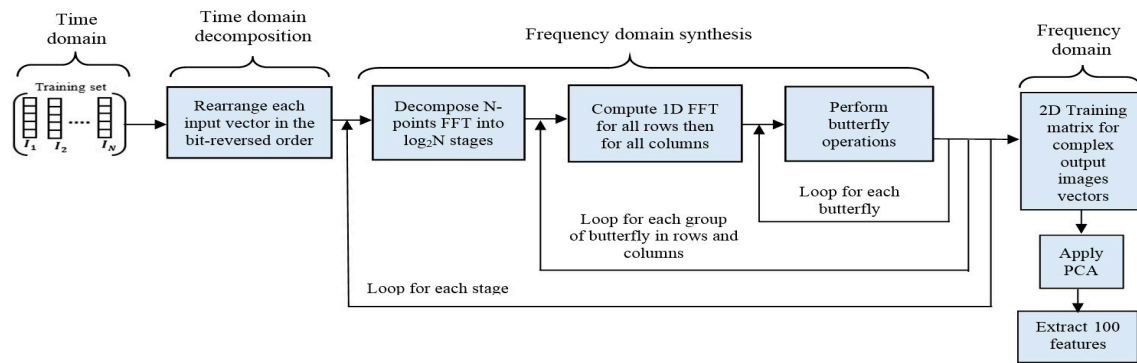 Time
domain
Training set
I1 I2 IN
Time domain
decomposition
Rearrange each
input vector in the
bit-reversed order
Frequency domain synthesis
Decompose N-
points FFT into
log₂N stages
Compute 1D FFT
for all rows then
for all columns
Perform
butterfly
operations
Loop for each
butterfly
Loop for each group
of butterfly in rows and
columns
Loop for each stage
Frequency
domain
2D Training
matrix for
complex
output
images
vectors
Apply
PCA
Extract 100
features